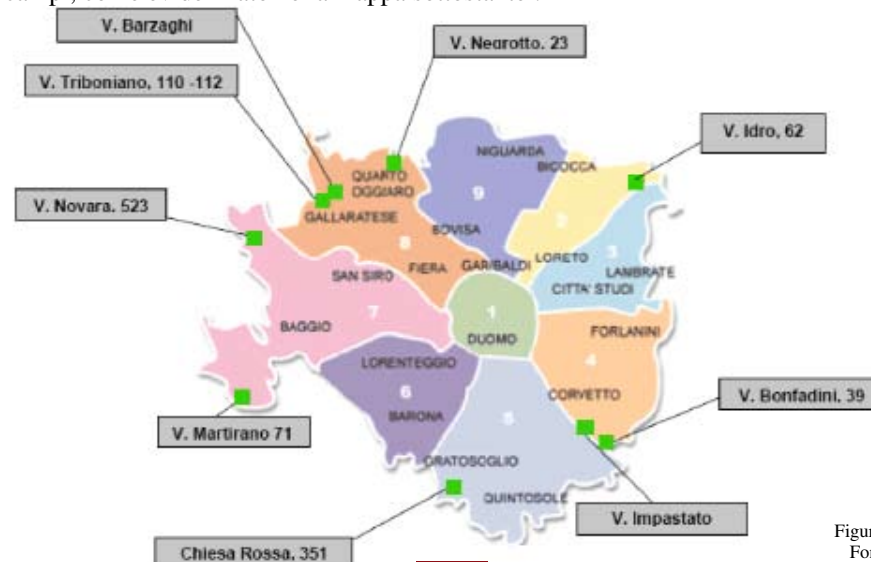 V. Barzaghi
V. Negrotto. 23
V. Triboniano, 110 -112
V. Idro, 62
NIGUARDA
BICOCCA
QUARTO
OGGIARO
9
2
V. Novara. 523
GALLARATESE
BOVISA
8
3
LORETO
GARIBALDI
FIERA
LAMBRATE
SAN SIRO
CITTA' STUDI
7
1
BAGGIO
FORLANINI
DUOMO
4
LORENTEGGIO
6
CORVETTO
V. Bonfadini, 39
BARONA
5
V. Martirano 71
GRATOSOGLIO
QUINTOSOLE
V. Impastato
Chiesa Rossa, 351
Figur
For